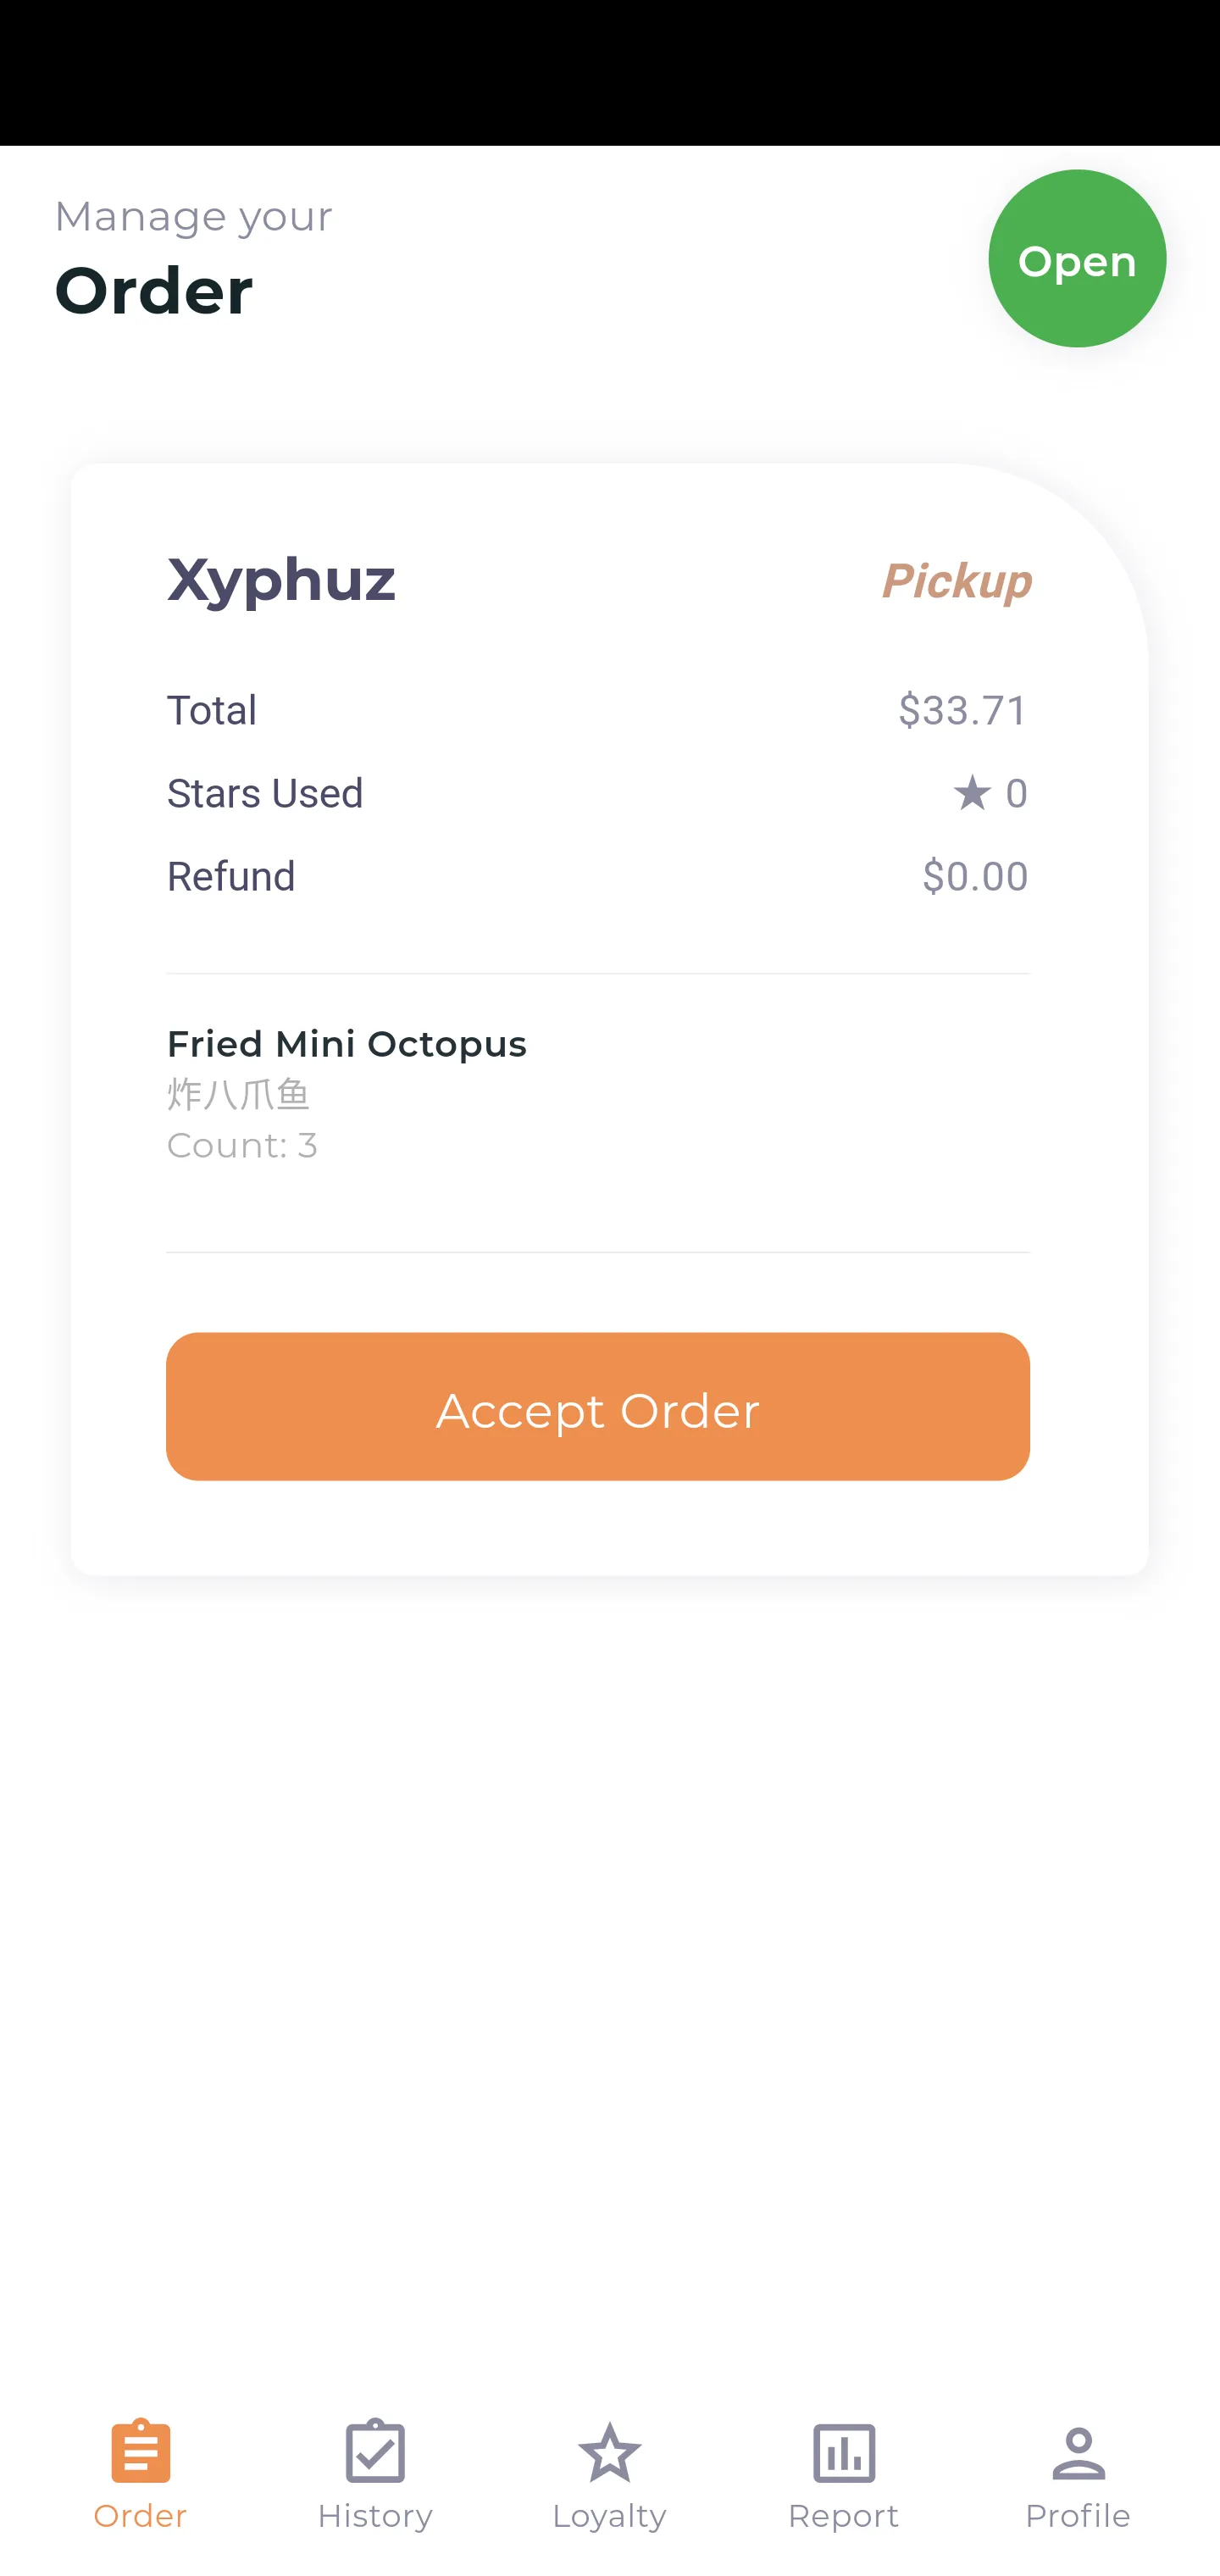 Manage your
Order
Open
Xyphuz
Pickup
Total
$33.71
Stars Used
★ 0
Refund
$0.00
Fried Mini Octopus
炸八爪鱼
Count: 3
Accept Order
Order
History
Loyalty
Report
Profile